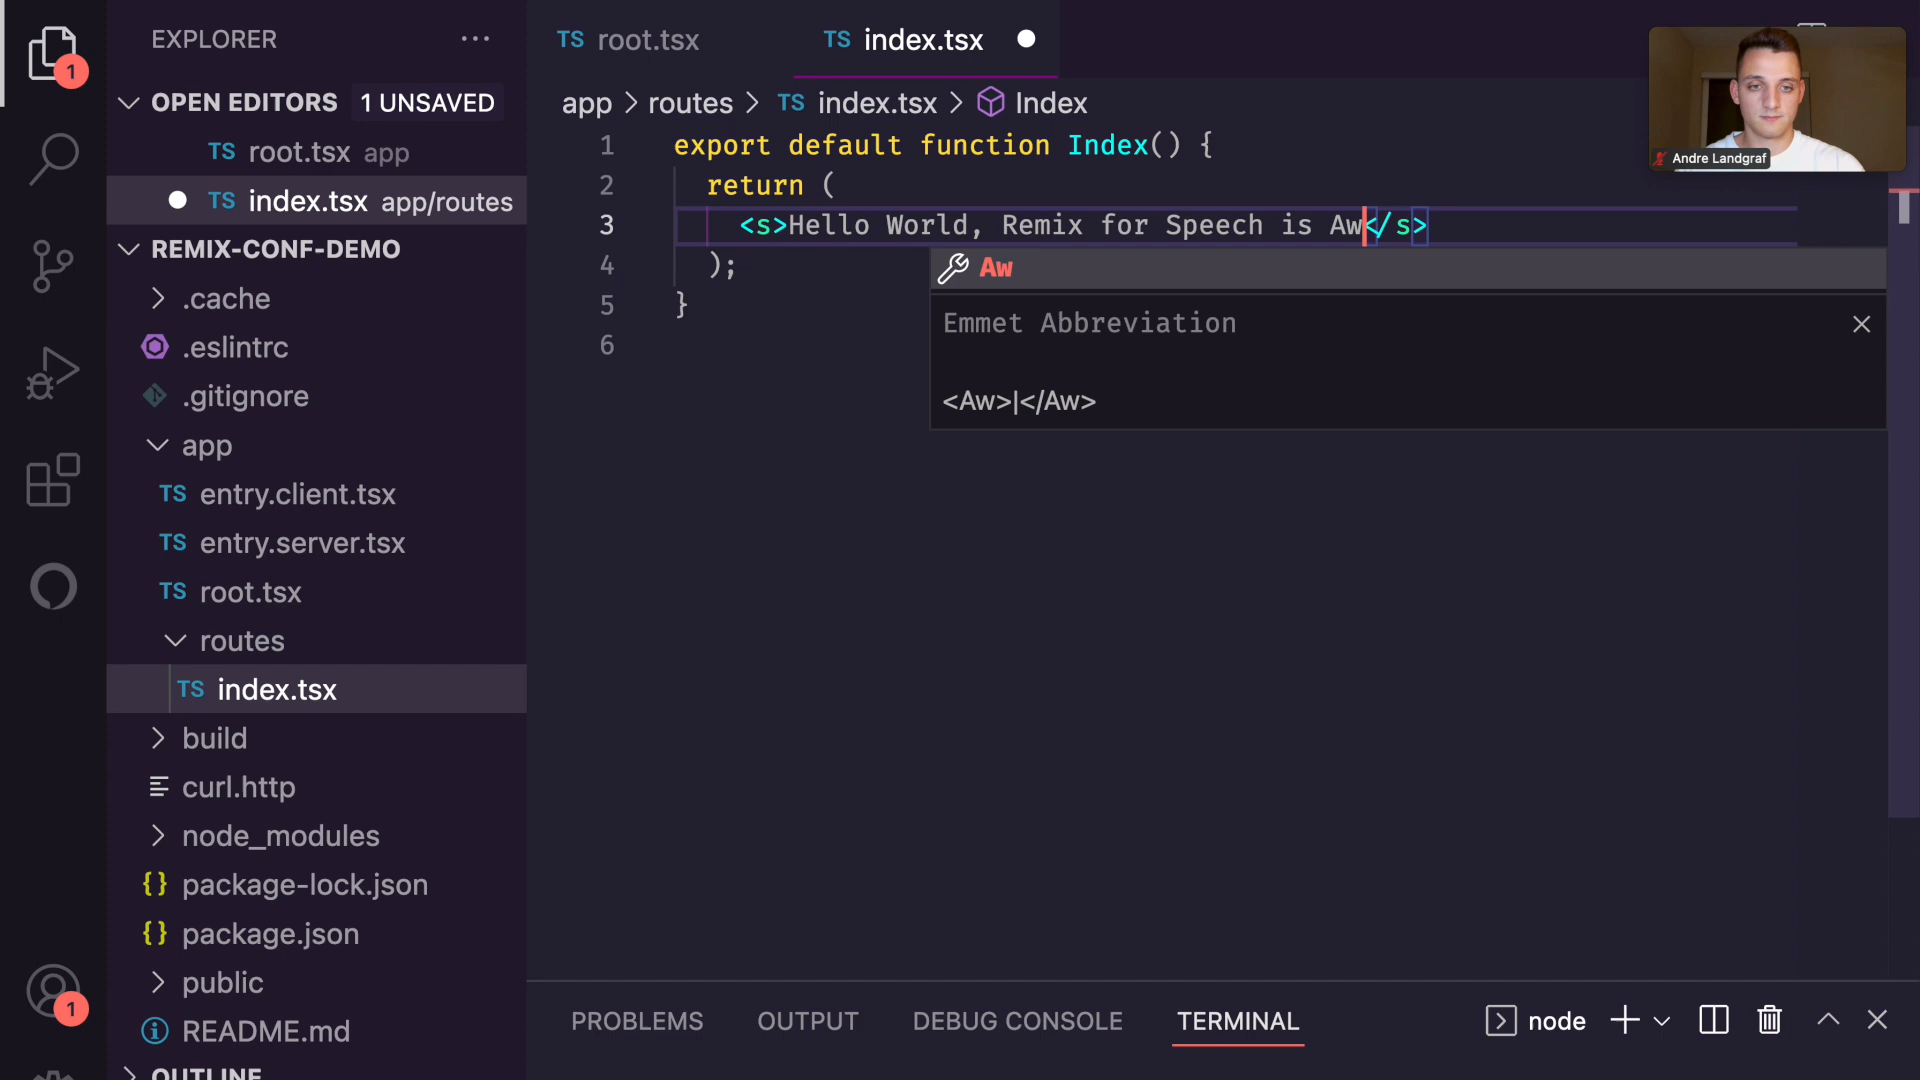 1
EXPLORER
OPEN EDITORS 1 UNSAVED
TS root.tsx app
TS index.tsx app/routes
REMIX-CONF-DEMO
.cache
.eslintrc
.gitignore
app
TS entry.client.tsx
TS entry.server.tsx
TS root.tsx
routes
TS index.tsx
build
curl.http
node_modules
{} package-lock.json
{} package.json
public
README.md
OUTLINE
1
TS root.tsx TS index.tsx
app > routes > TS index.tsx > Index
1 export default function Index() {
2 return (
3 <s>Hello World, Remix for Speech is Aw</s>
4 );
5 }
6
Aw
Emmet Abbreviation
<Aw>|</Aw>
Andre Landgraf
PROBLEMS OUTPUT DEBUG CONSOLE TERMINAL node